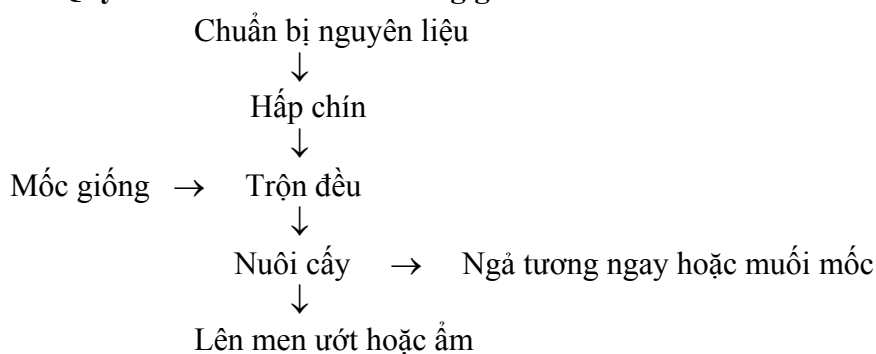 Chuẩn bị nguyên liệu
↓
Hấp chín
↓
Mốc giống → Trộn đều
↓
Nuôi cấy → Ngả tương ngay hoặc muối mốc
↓
Lên men ướt hoặc ẩm